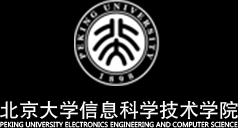 PEKING UNIVERSITY
1898
北京大学信息科学技术学院
PEKING UNIVERSITY ELECTRONICS ENGINEERING AND COMPUTER SCIENCE